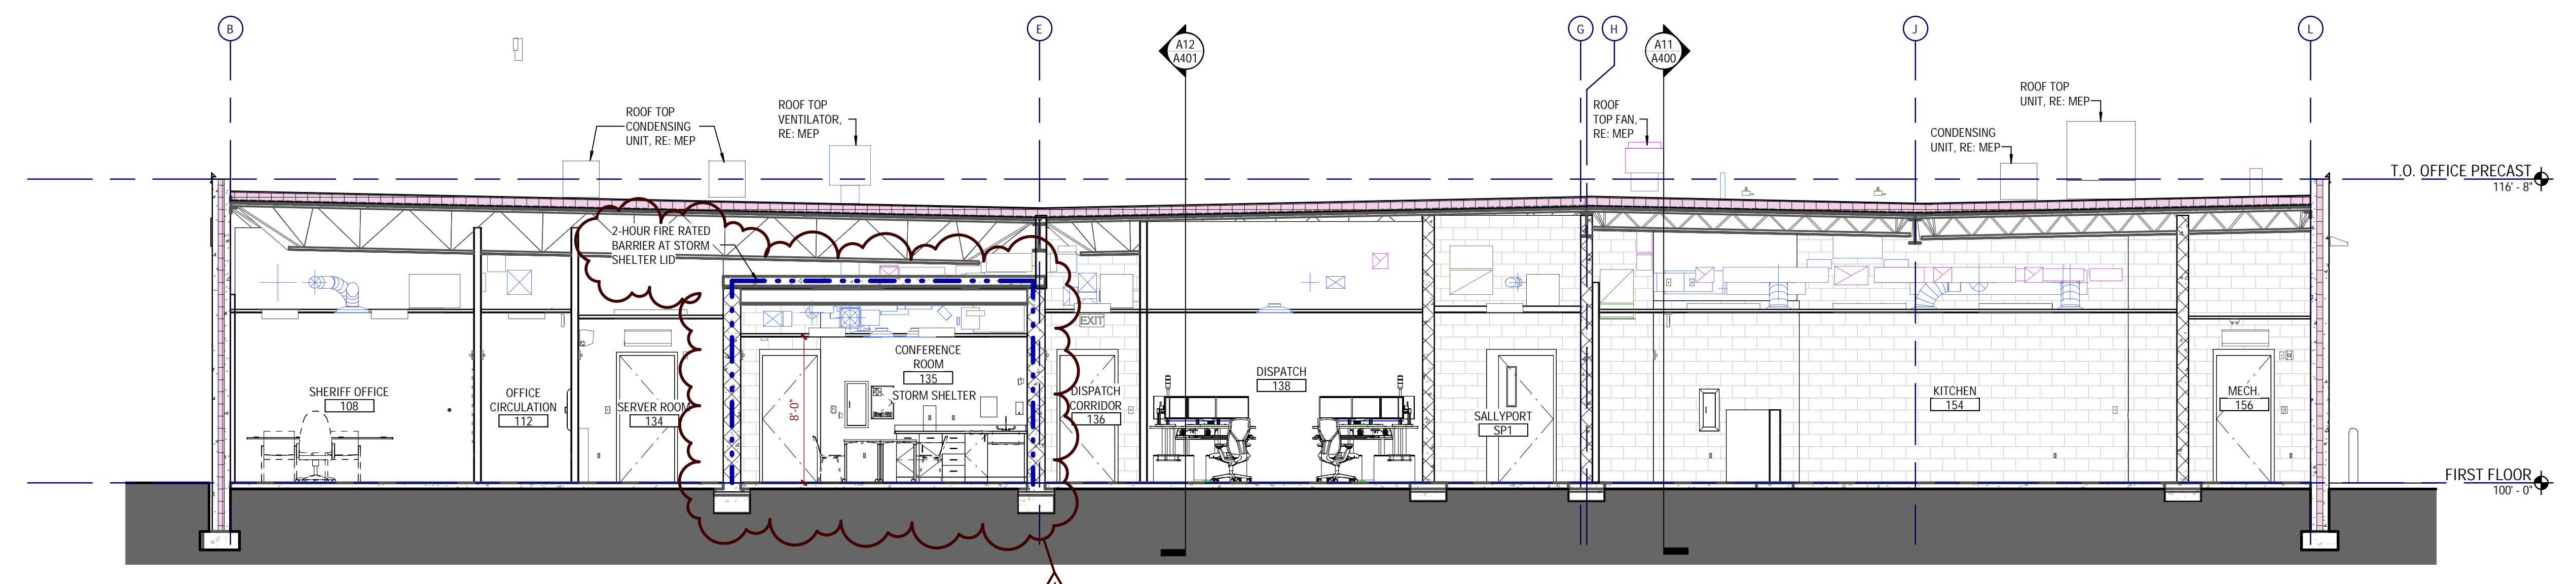 B
E
G
H
J
L
A12
A401
A11
A400
ROOF TOP
CONDENSING
UNIT, RE: MEP
ROOF TOP
VENTILATOR,
RE: MEP
ROOF
TOP FAN,
RE: MEP
ROOF TOP
UNIT, RE: MEP
CONDENSING
UNIT, RE: MEP
T.O. OFFICE PRECAST
116' - 8"
2-HOUR FIRE RATED
BARRIER AT STORM
SHELTER LID
EXIT
SHERIFF OFFICE
108
OFFICE
CIRCULATION
112
SERVER ROOM
134
8'-0"
CONFERENCE
ROOM
135
STORM SHELTER
DISPATCH
CORRIDOR
136
DISPATCH
138
SALLYPORT
SP1
KITCHEN
154
MECH.
156
FIRST FLOOR
100' - 0"